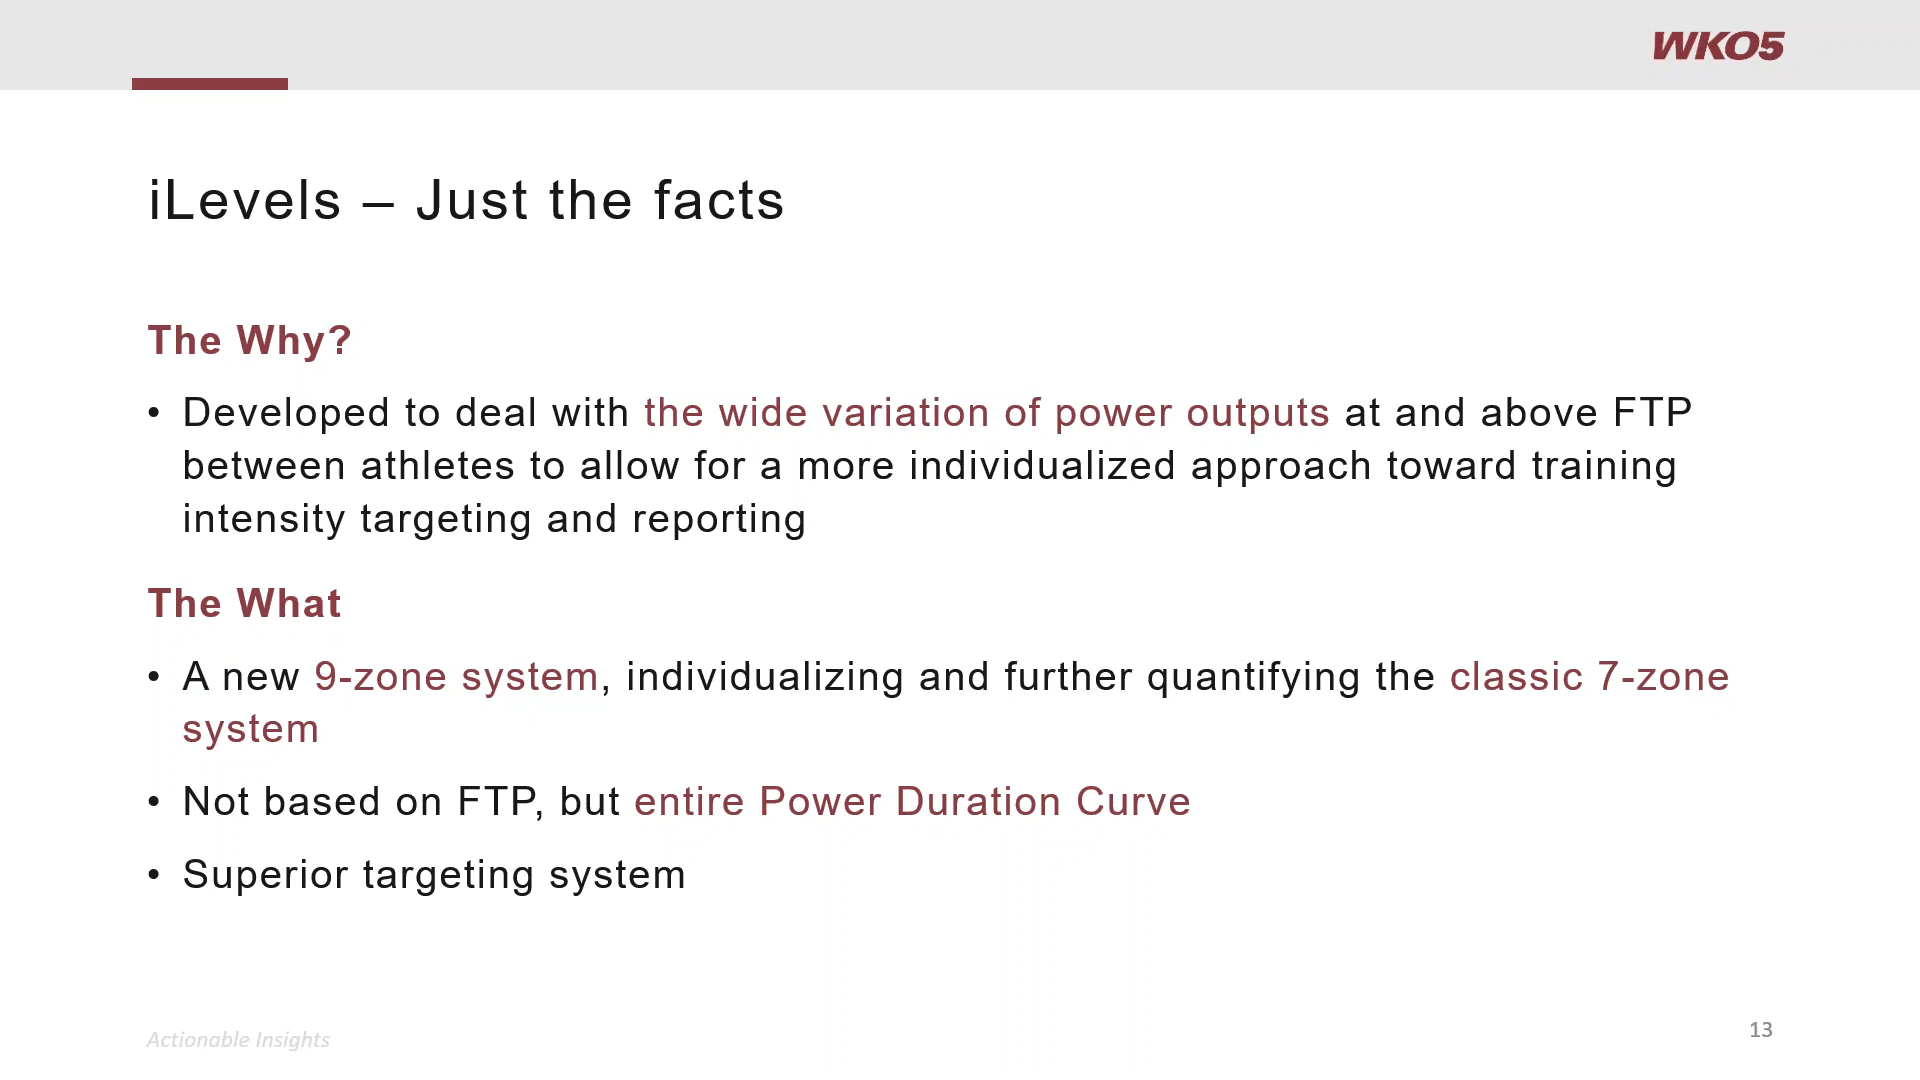 WKO5
iLevels – Just the facts
The Why?
• Developed to deal with the wide variation of power outputs at and above FTP
between athletes to allow for a more individualized approach toward training
intensity targeting and reporting
The What
• A new 9-zone system, individualizing and further quantifying the classic 7-zone
system
• Not based on FTP, but entire Power Duration Curve
• Superior targeting system
Actionable Insights
13